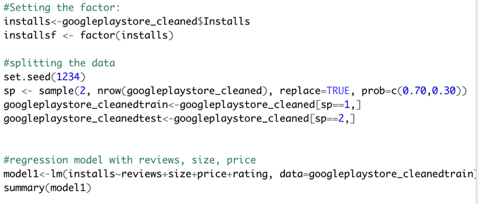 #Setting the factor:
installs<-googleplaystore_cleaned$Installs
installsf <- factor(installs)
#splitting the data
set.seed(1234)
sp <- sample(2, nrow(googleplaystore_cleaned), replace=TRUE, prob=c(0.70,0.30))
googleplaystore_cleanedtrain<-googleplaystore_cleaned[sp==1,]
googleplaystore_cleanedtest<-googleplaystore_cleaned[sp==2,]
#regression model with reviews, size, price
model1<-lm(installs~reviews+size+price+rating, data=googleplaystore_cleanedtrain)
summary(model1)